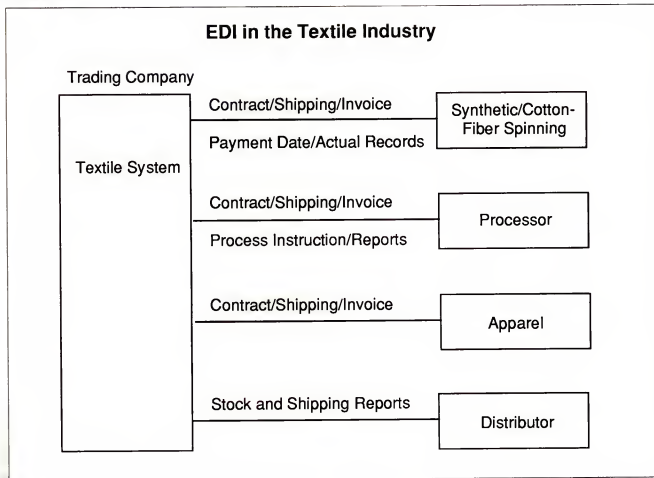 EDI in the Textile Industry
Trading Company
Textile System
Contract/Shipping/Invoice
Payment Date/Actual Records
Synthetic/Cotton-
Fiber Spinning
Contract/Shipping/Invoice
Process Instruction/Reports
Processor
Contract/Shipping/Invoice
Apparel
Stock and Shipping Reports
Distributor